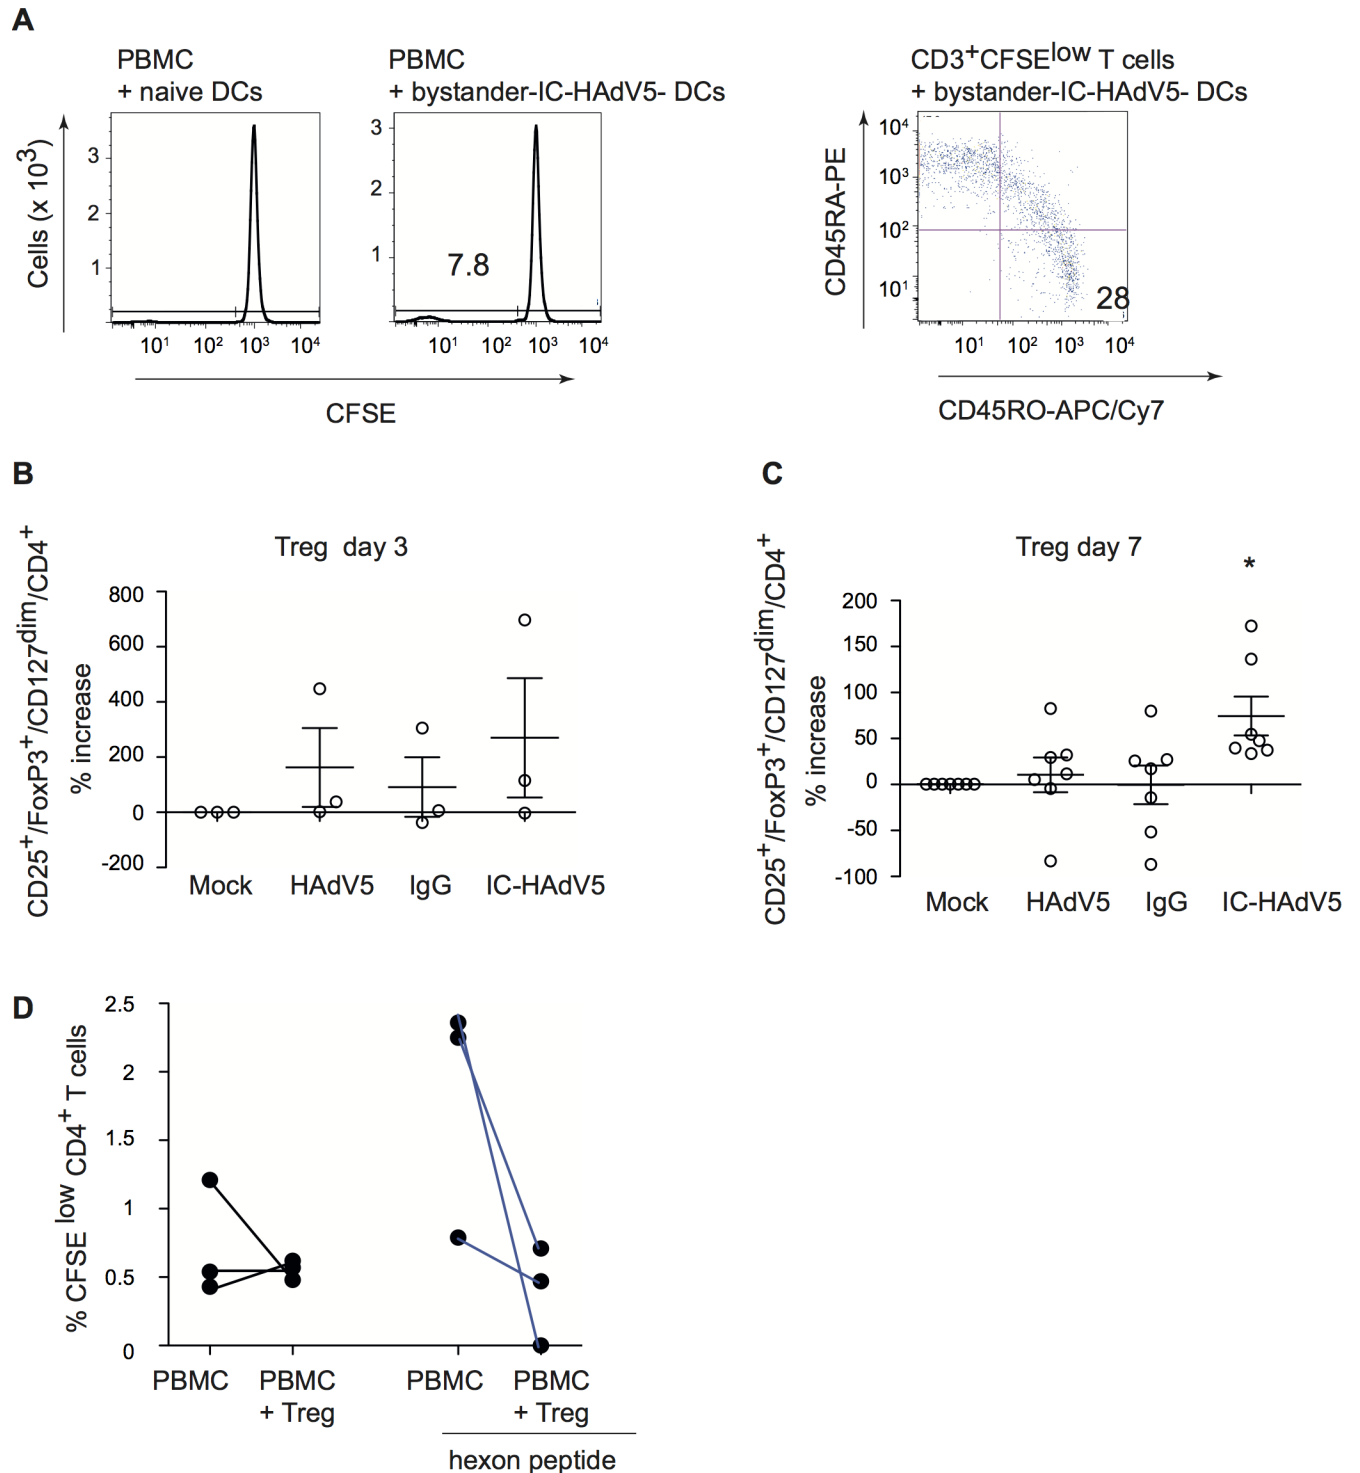 A
PBMC
+ naive DCs
PBMC
+ bystander-IC-HAdV5- DCs
CD3+CFSElow T cells
+ bystander-IC-HAdV5- DCs
Cells (x 103)
3
2
1
3
2
1
7.8
CD45RA-PE
104
103
102
101
28
101 102 103 104
101 102 103 104
101 102 103 104
CFSE
CD45RO-APC/Cy7
B
Treg day 3
CD25+/FoxP3+/CD127dim/CD4+
% increase
800
600
400
200
0
-200
Mock HAdV5 IgG IC-HAdV5
C
Treg day 7
*
CD25+/FoxP3+/CD127dim/CD4+
% increase
200
150
100
50
0
-50
-100
Mock HAdV5 IgG IC-HAdV5
D
% CFSE low CD4+ T cells
2.5
2
1.5
1
0.5
0
PBMC PBMC PBMC PBMC
+ Treg + Treg
hexon peptide